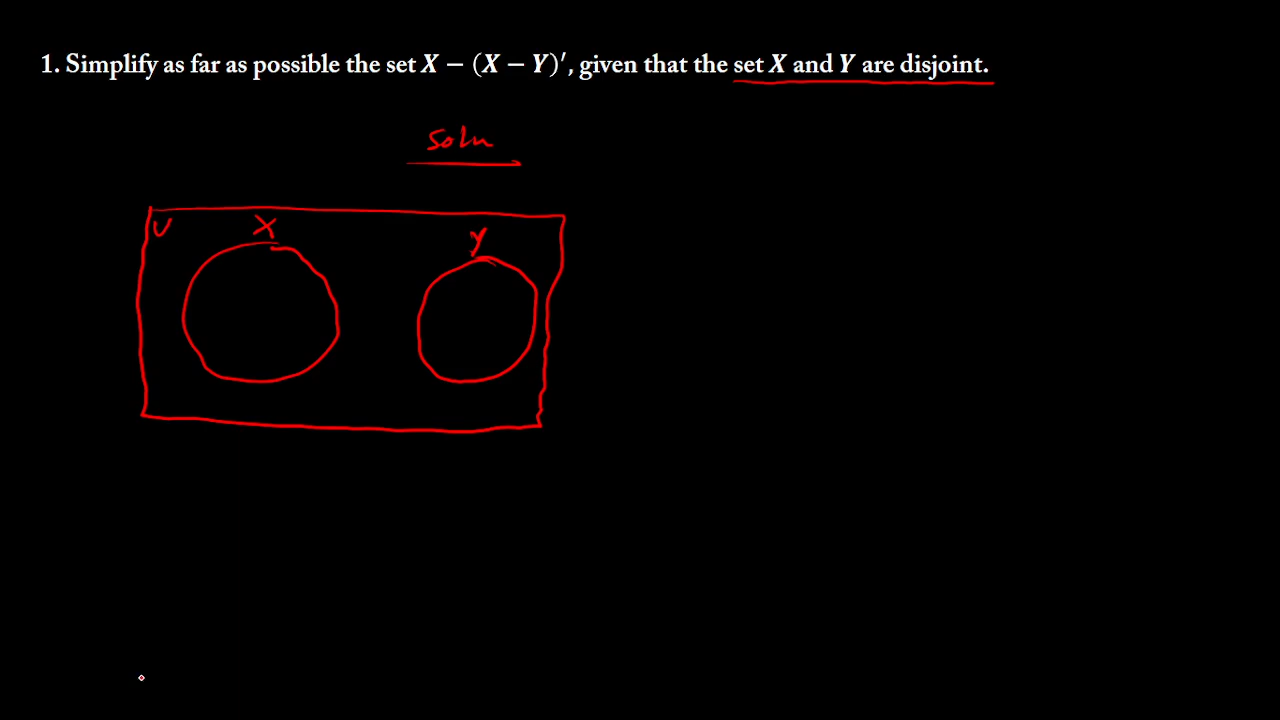 1. Simplify as far as possible the set X − (X − Y)′, given that the set X and Y are disjoint.
Soln
U X Y